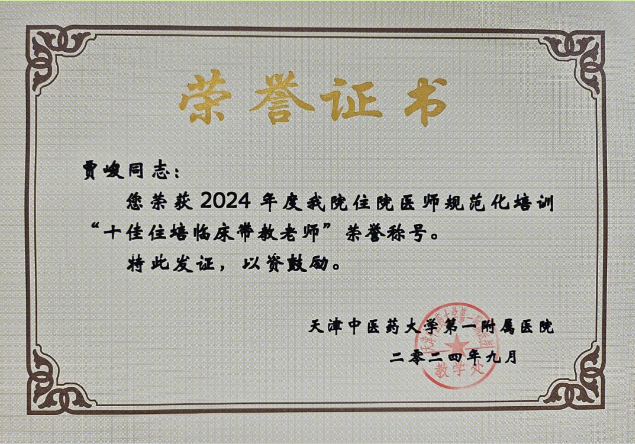 荣誉证书
贾峻同志：
您荣获 2024 年度我院住院医师规范化培训
“十佳住培临床带教老师”荣誉称号。
特此发证，以资鼓励。
天津中医药大学第一附属医院
二零二四年九月
教学处